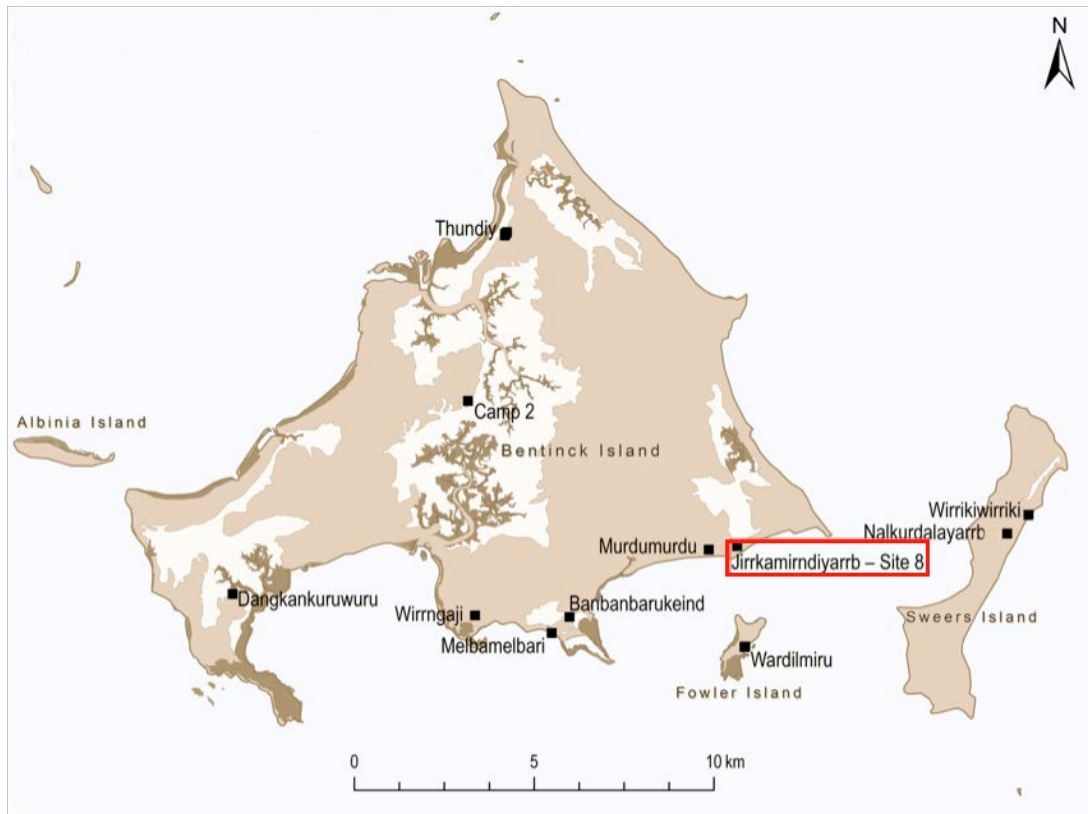 N
Thundiy
Albinia Island
Camp 2
Bentinck Island
Wirrikiwirriki
Nalkurdalayarrb
Murdumurdu
Jirrkamirndiyarrb – Site 8
Dangkankuruwuru
Wirrngaji
Banbanbarukeind
Sweers Island
Melbamelbari
Wardilmiru
Fowler Island
0 5 10 km